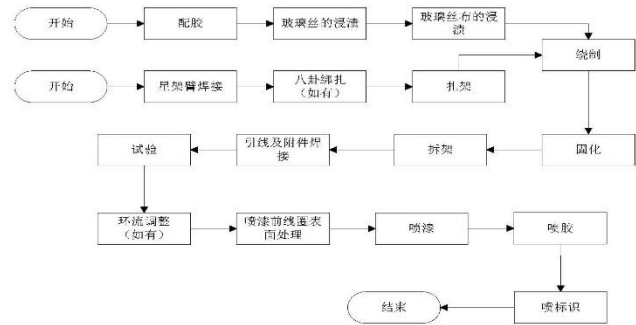 开始
配胶
玻璃丝的浸渍
玻璃丝布的浸
渍
绕制
开始
星架臂焊接
八卦绑扎
（如有）
扎架
试验
引线及附件焊
接
拆架
固化
环流调整
（如有）
喷漆前线圈表
面处理
喷漆
喷胶
结束
喷标识